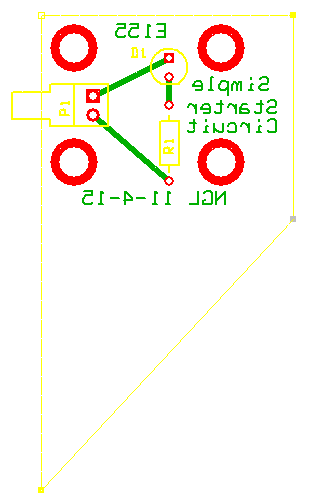 E155
D1
Simple
Starter
Circuit
P1
R1
NGL 11-4-15